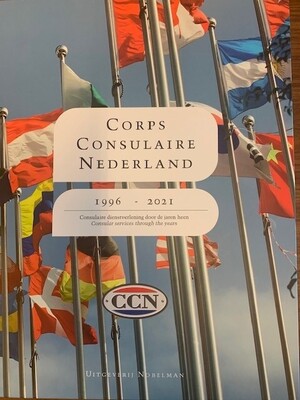 Corps
Consulaire
Nederland
1996 - 2021
Consulaire dienstverlening door de jaren heen
Consular services through the years
CCN
Uitgeverij Nobelman